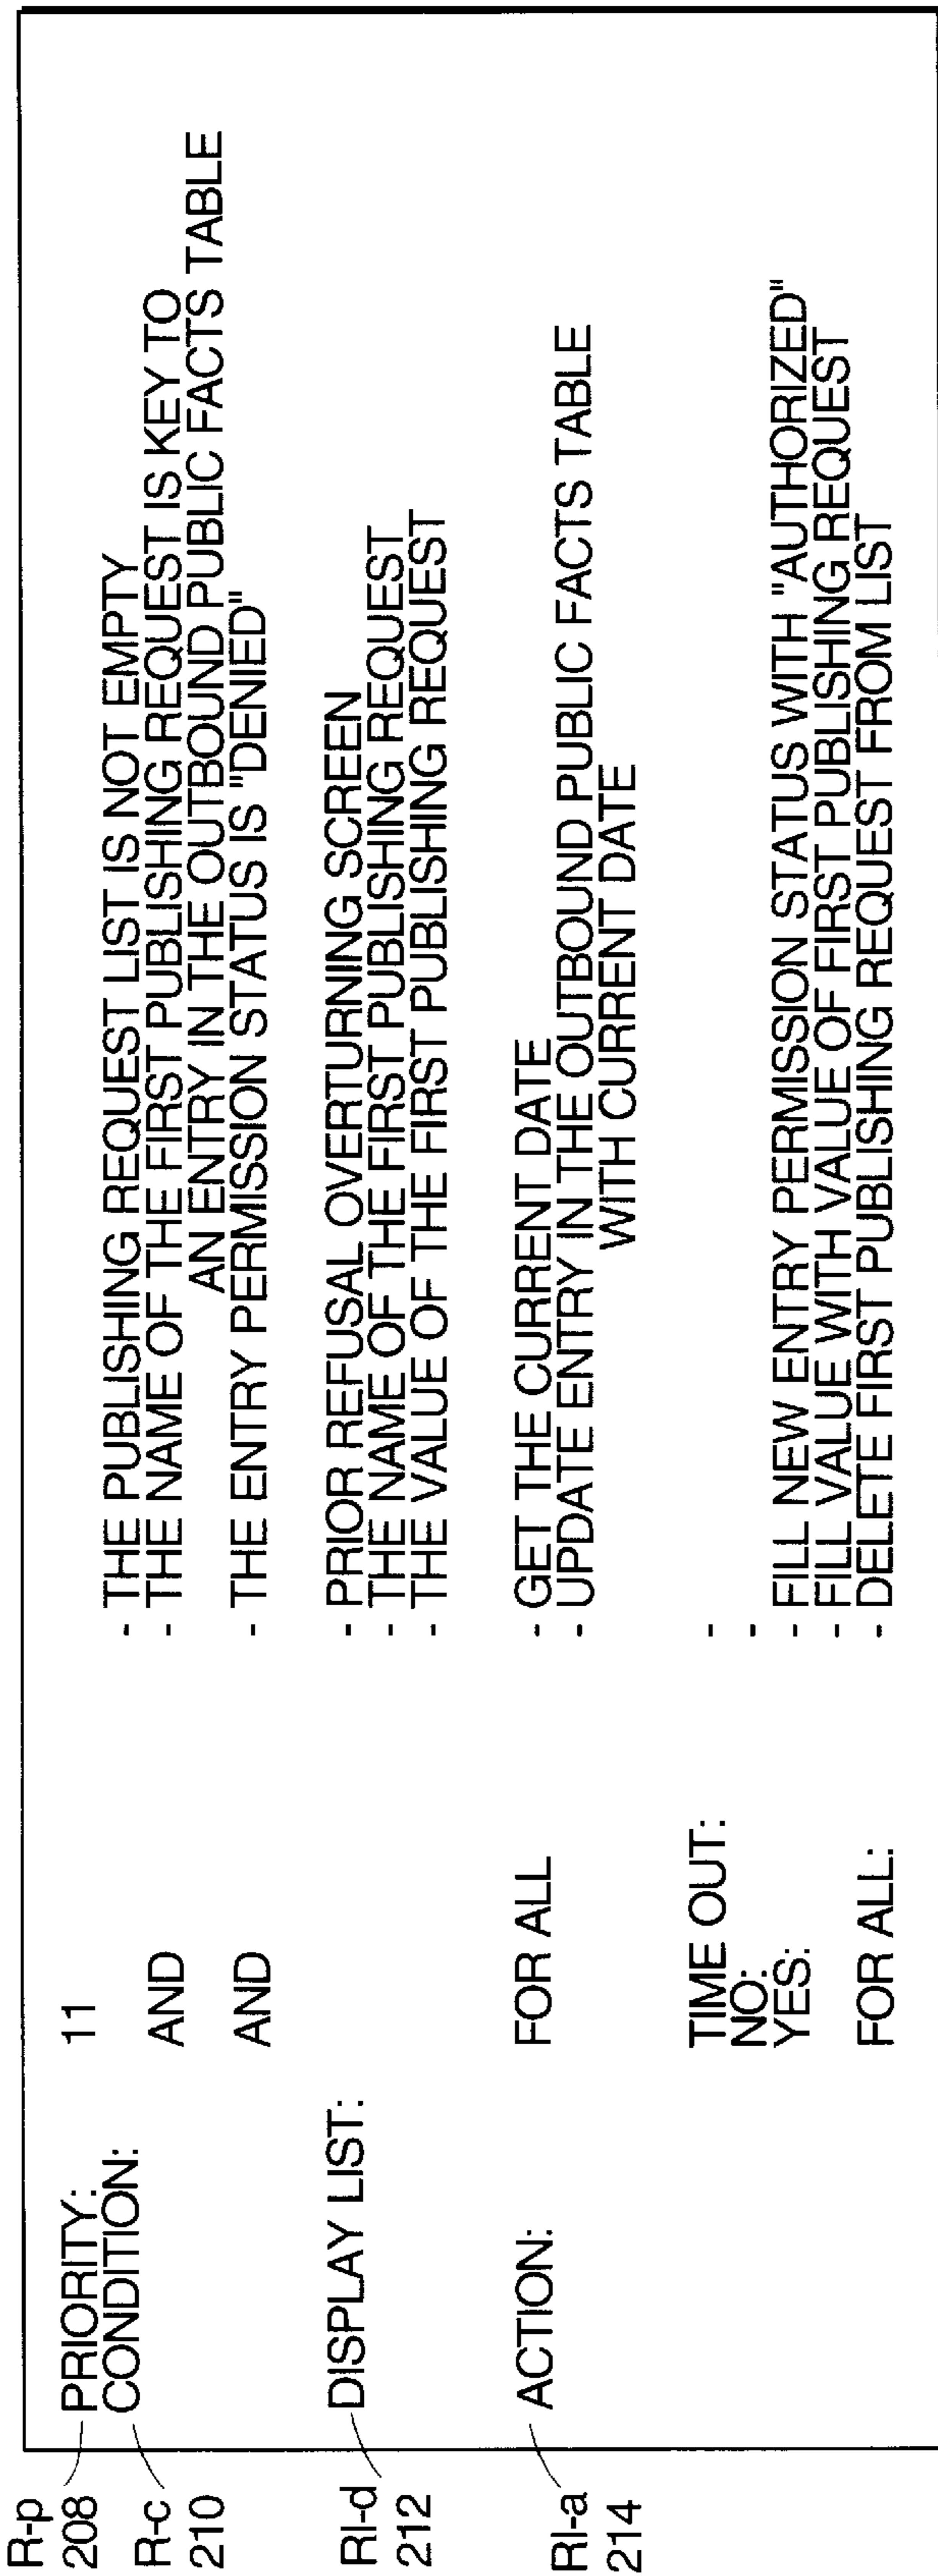 R-p
208
PRIORITY: 11
R-c
210
CONDITION: - THE PUBLISHING REQUEST LIST IS NOT EMPTY
AND - THE NAME OF THE FIRST PUBLISHING REQUEST IS KEY TO
AN ENTRY IN THE OUTBOUND PUBLIC FACTS TABLE
AND - THE ENTRY PERMISSION STATUS IS "DENIED"
RI-d
212
DISPLAY LIST: - PRIOR REFUSAL OVERTURNING SCREEN
- THE NAME OF THE FIRST PUBLISHING REQUEST
- THE VALUE OF THE FIRST PUBLISHING REQUEST
RI-a
214
ACTION: FOR ALL - GET THE CURRENT DATE
- UPDATE ENTRY IN THE OUTBOUND PUBLIC FACTS TABLE
WITH CURRENT DATE
TIME OUT: -
NO: -
YES: - FILL NEW ENTRY PERMISSION STATUS WITH "AUTHORIZED"
- FILL VALUE WITH VALUE OF FIRST PUBLISHING REQUEST
FOR ALL: - DELETE FIRST PUBLISHING REQUEST FROM LIST